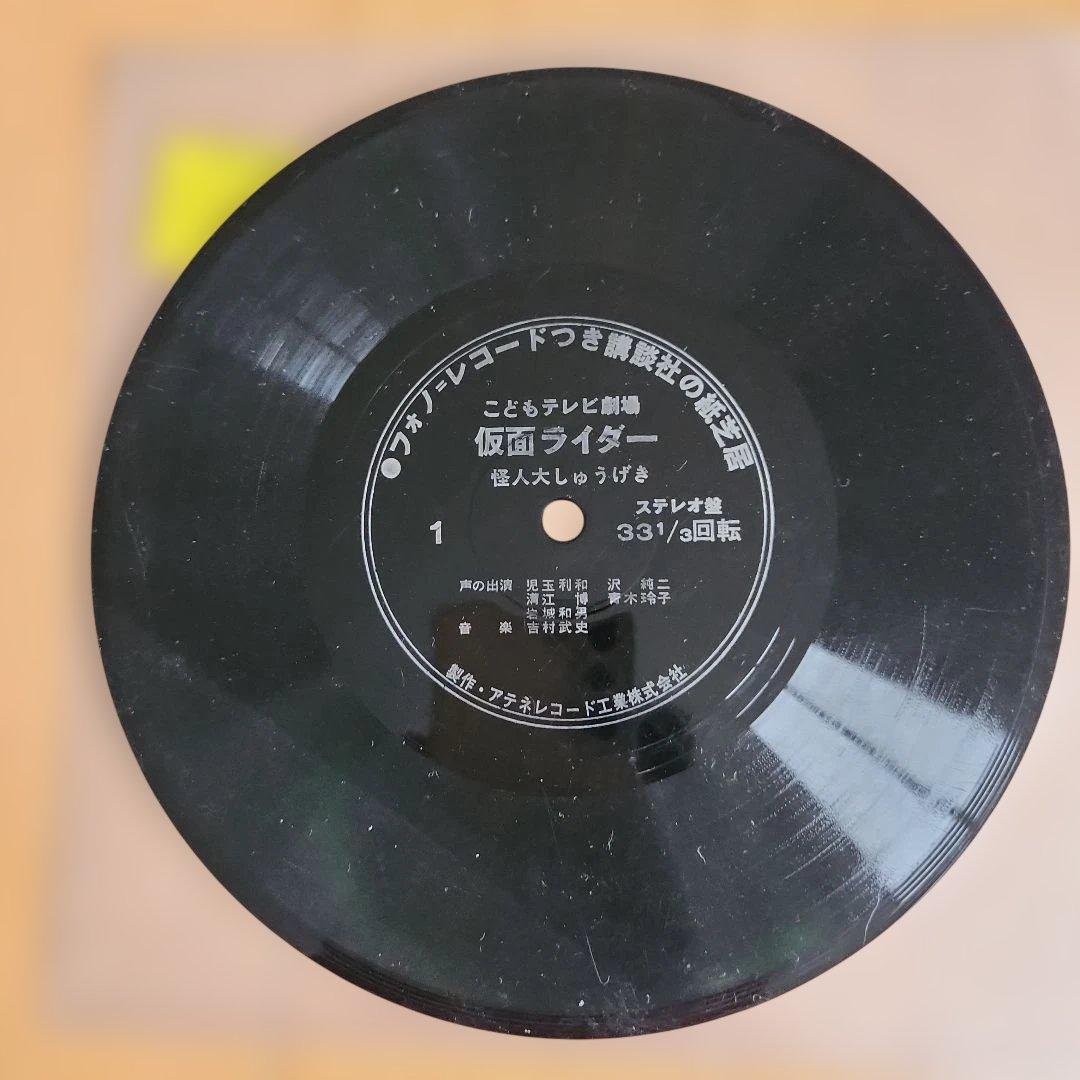 ●フォノ=レコードつき講談社の紙芝居
こどもテレビ劇場
仮面ライダー
怪人大しゅうげき
ステレオ盤
1
33⅓回転
声の出演 児玉利和 沢 純二
溝江 博 青木玲子
岩城和男
音 楽 吉村武史
製作・アテネレコード工業株式会社